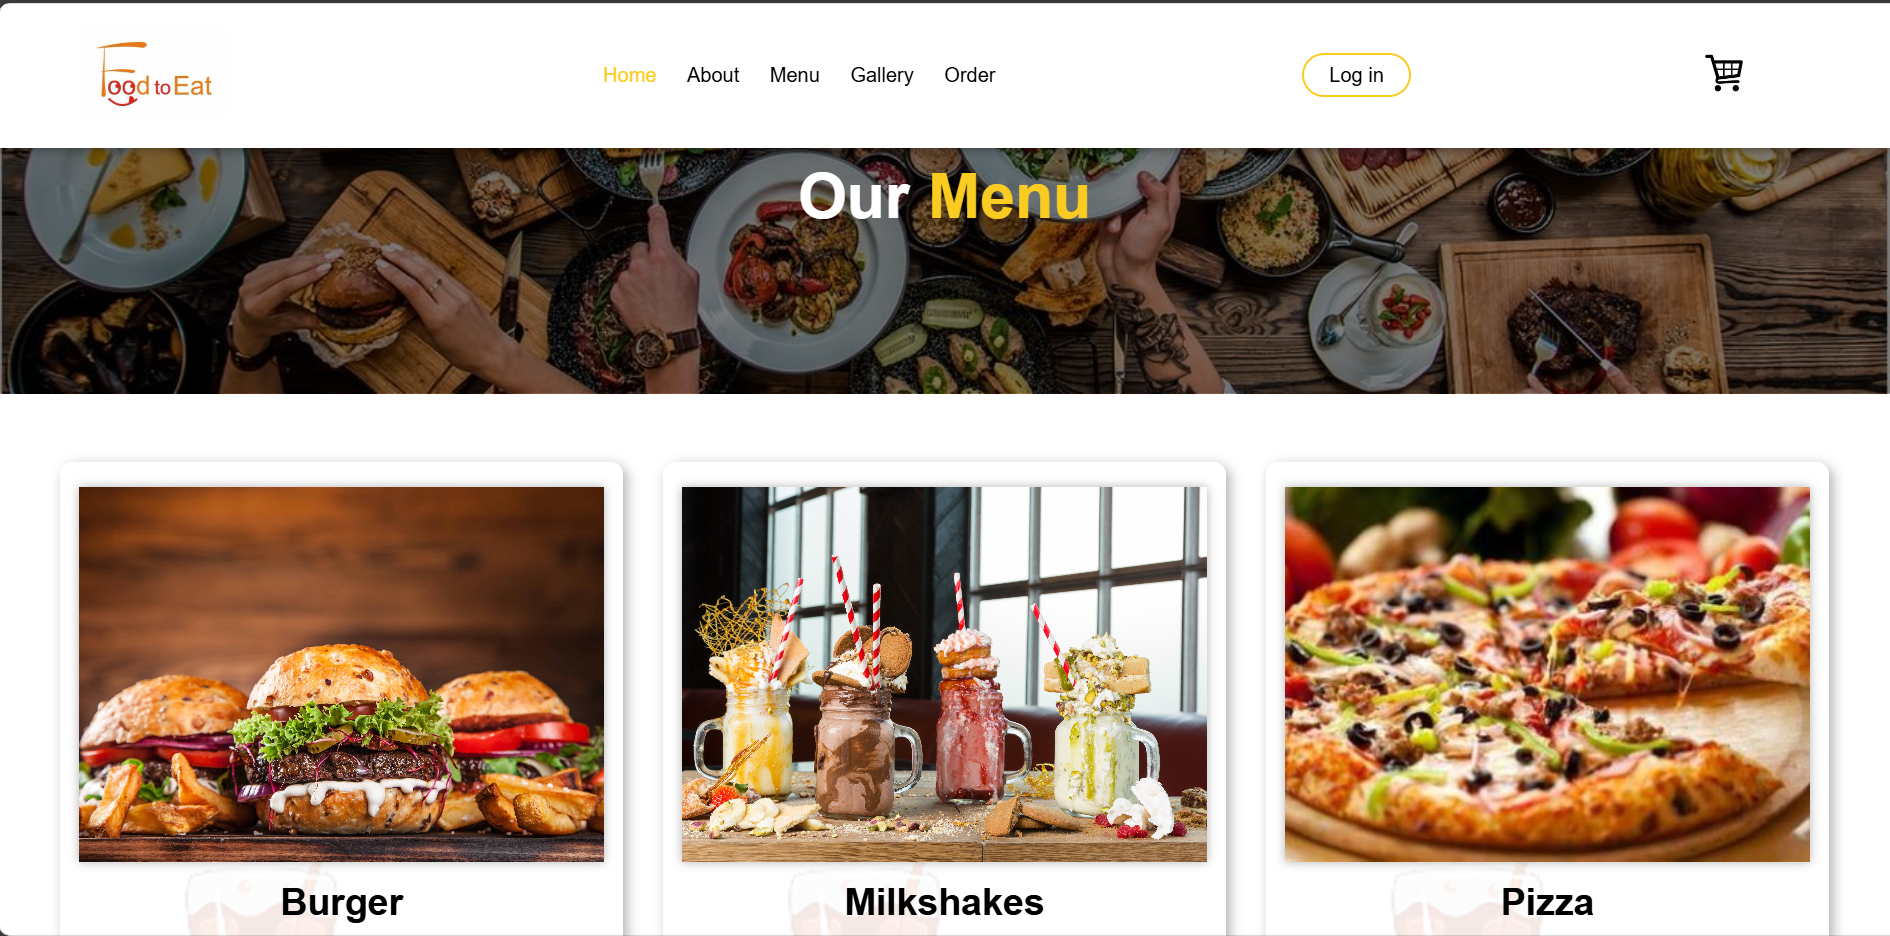 Food to Eat
Home About Menu Gallery Order
Log in
Our Menu
Burger
Milkshakes
Pizza